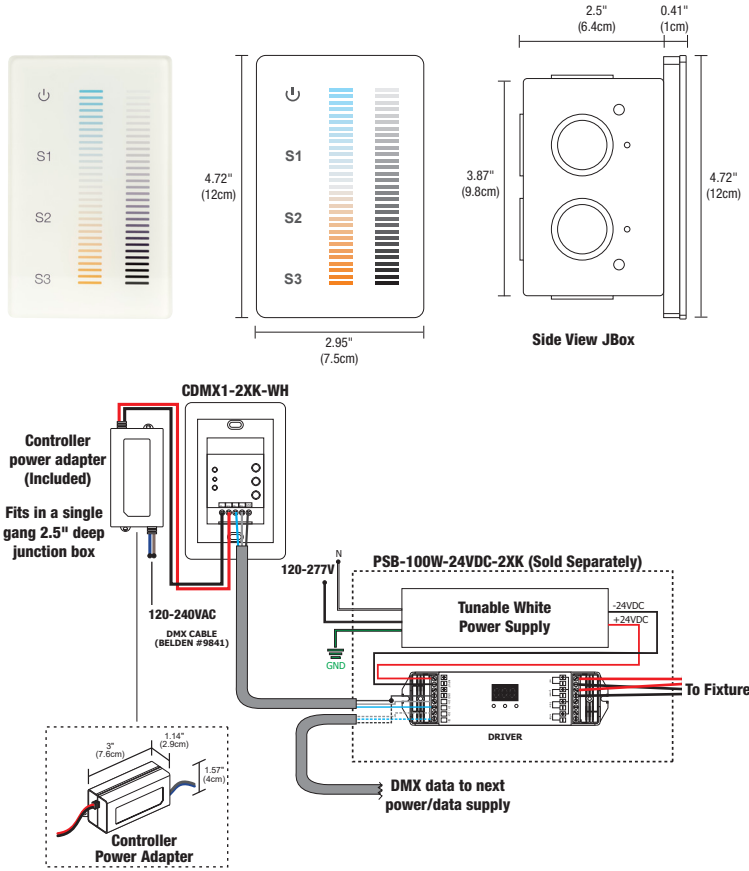 2.5"
(6.4cm)
0.41"
(1cm)
S1
S2
S3
4.72"
(12cm)
S1
S2
S3
2.95"
(7.5cm)
3.87"
(9.8cm)
4.72"
(12cm)
Side View JBox
CDMX1-2XK-WH
Controller
power adapter
(Included)
Fits in a single
gang 2.5" deep
junction box
120-240VAC
DMX CABLE
(BELDEN #9841)
120-277V
N
GND
PSB-100W-24VDC-2XK (Sold Separately)
Tunable White
Power Supply
-24VDC
+24VDC
To Fixture
DRIVER
DMX data to next
power/data supply
3"
(7.6cm)
1.14"
(2.9cm)
1.57"
(4cm)
Controller
Power Adapter